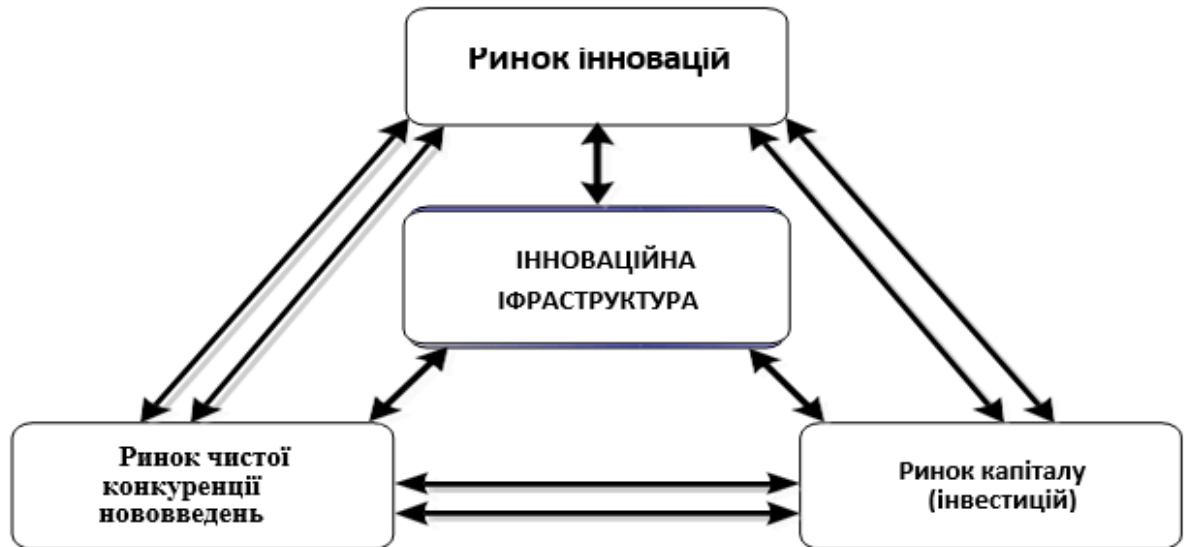 Ринок інновацій
ІННОВАЦІЙНА
ІФРАСТРУКТУРА
Ринок чистої
конкуренції
нововведень
Ринок капіталу
(інвестицій)